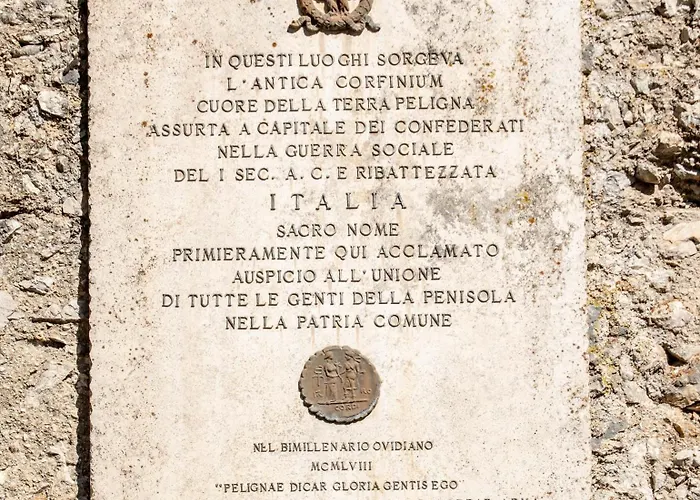 IN QUESTI LUOGHI SORGEVA
L'ANTICA CORFINIUM
CUORE DELLA TERRA PELIGNA
ASSURTA A CAPITALE DEI CONFEDERATI
NELLA GUERRA SOCIALE
DEL I SEC. A.C. E RIBATTEZZATA
ITALIA
SACRO NOME
PRIMIERAMENTE QUI ACCLAMATO
AUSPICIO ALL'UNIONE
DI TUTTE LE GENTI DELLA PENISOLA
NELLA PATRIA COMUNE
NEL BIMILLENARIO OVIDIANO
MCMLVIII
"PELIGNAE DICAR GLORIA GENTIS EGO